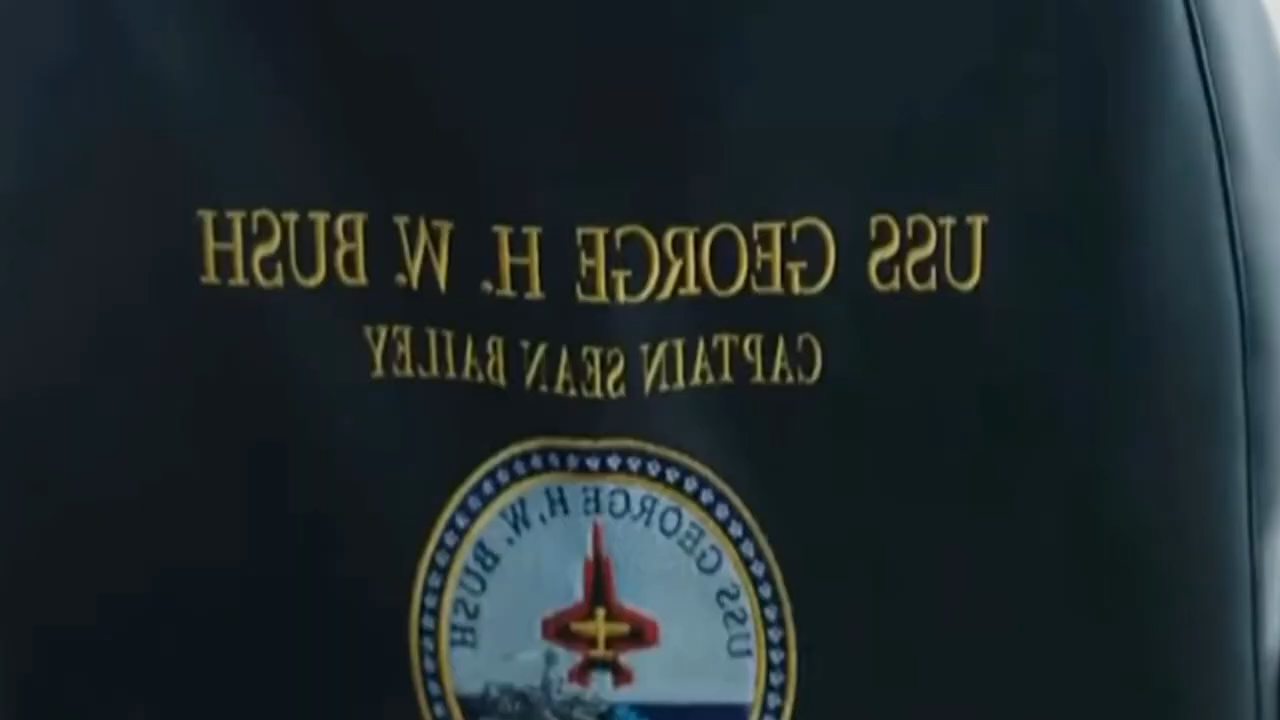 USS GEORGE H. W. BUSH
CAPTAIN SEAN BAILEY
USS GEORGE H.W. BUSH